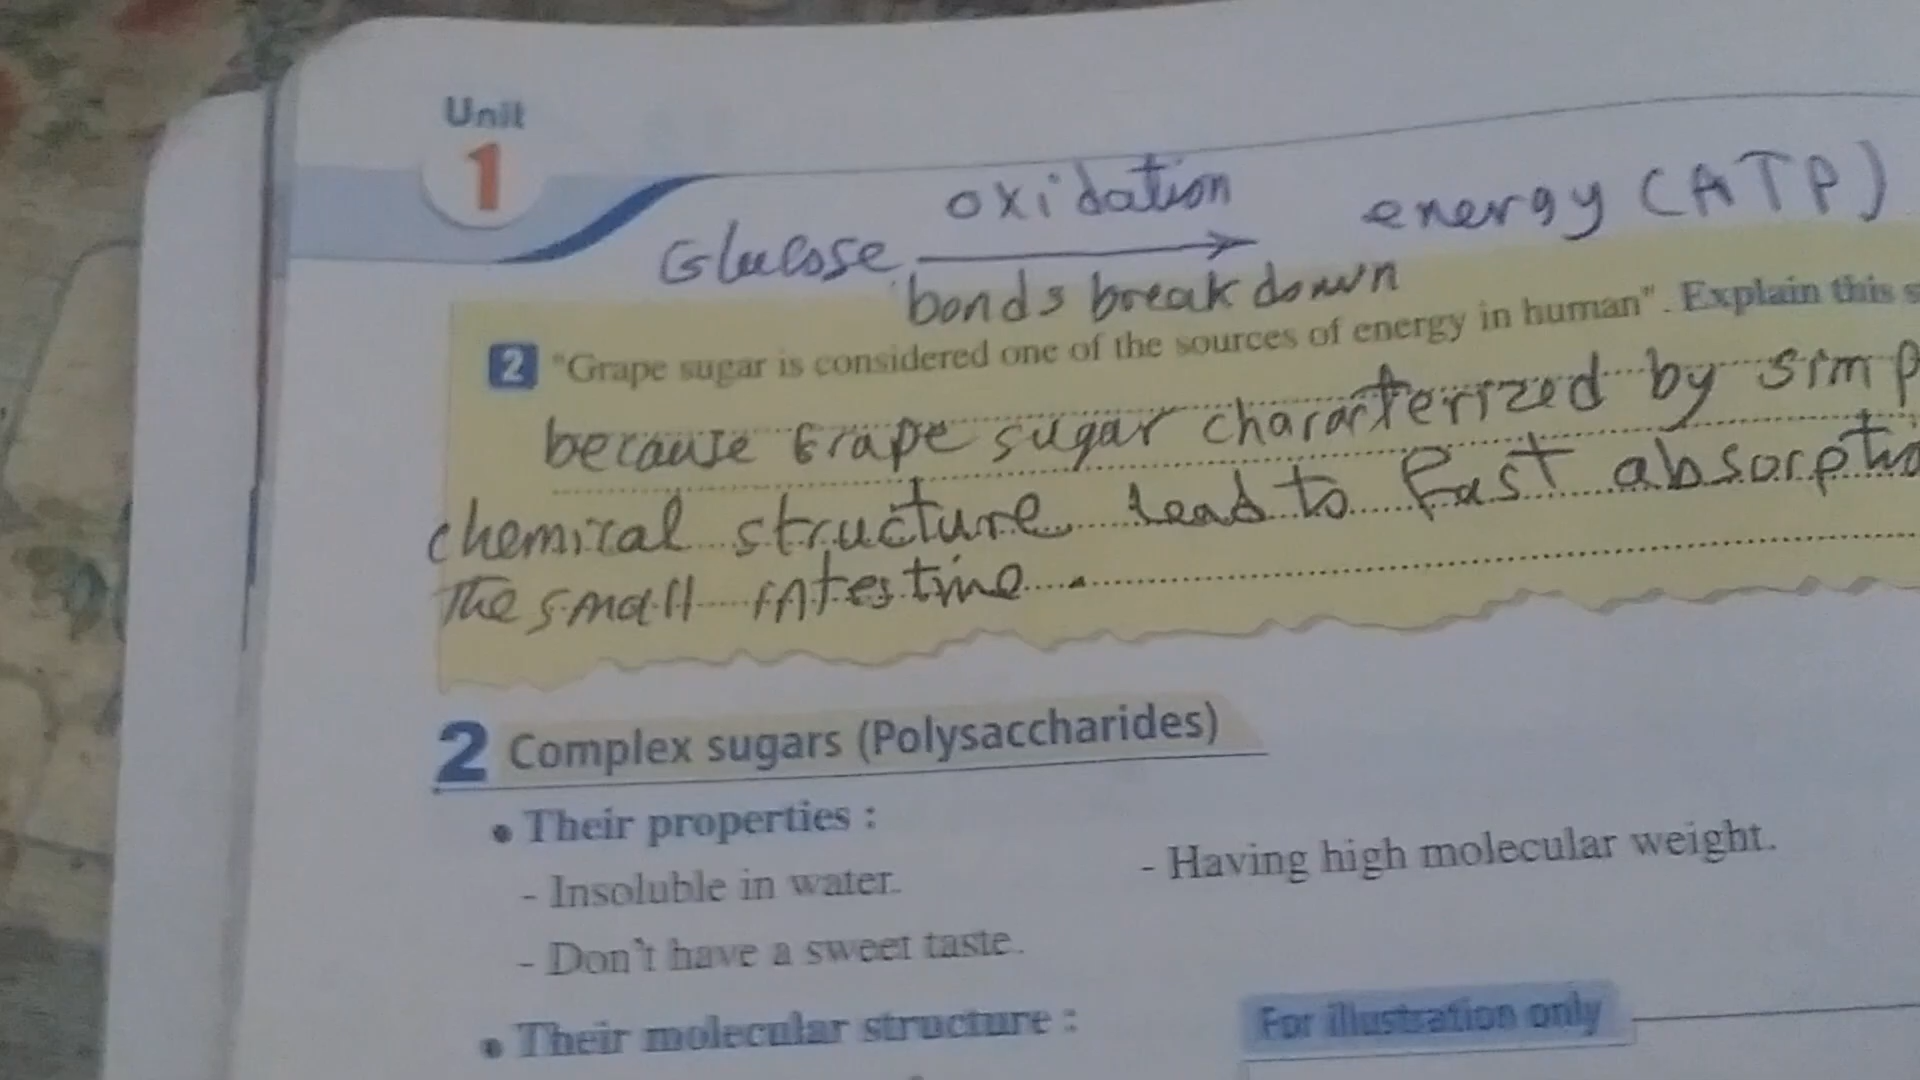 Unit
1
Glucose oxidation energy (ATP)
bonds break down
2 "Grape sugar is considered one of the sources of energy in human". Explain this
because Grape sugar characterized by
chemical structure lead to fast
The small intestine.
2 Complex sugars (Polysaccharides)
• Their properties :
- Insoluble in water. - Having high molecular weight.
- Don't have a sweet taste.
• Their molecular structure :
For illustration only